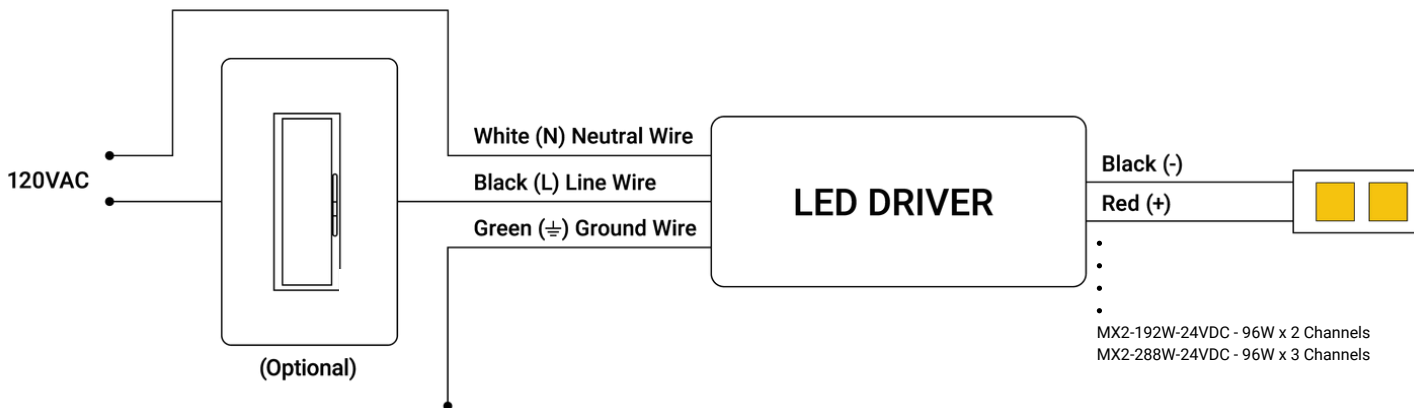 120VAC
(Optional)
White (N) Neutral Wire
Black (L) Line Wire
Green (⏚) Ground Wire
LED DRIVER
Black (-)
Red (+)
MX2-192W-24VDC - 96W x 2 Channels
MX2-288W-24VDC - 96W x 3 Channels